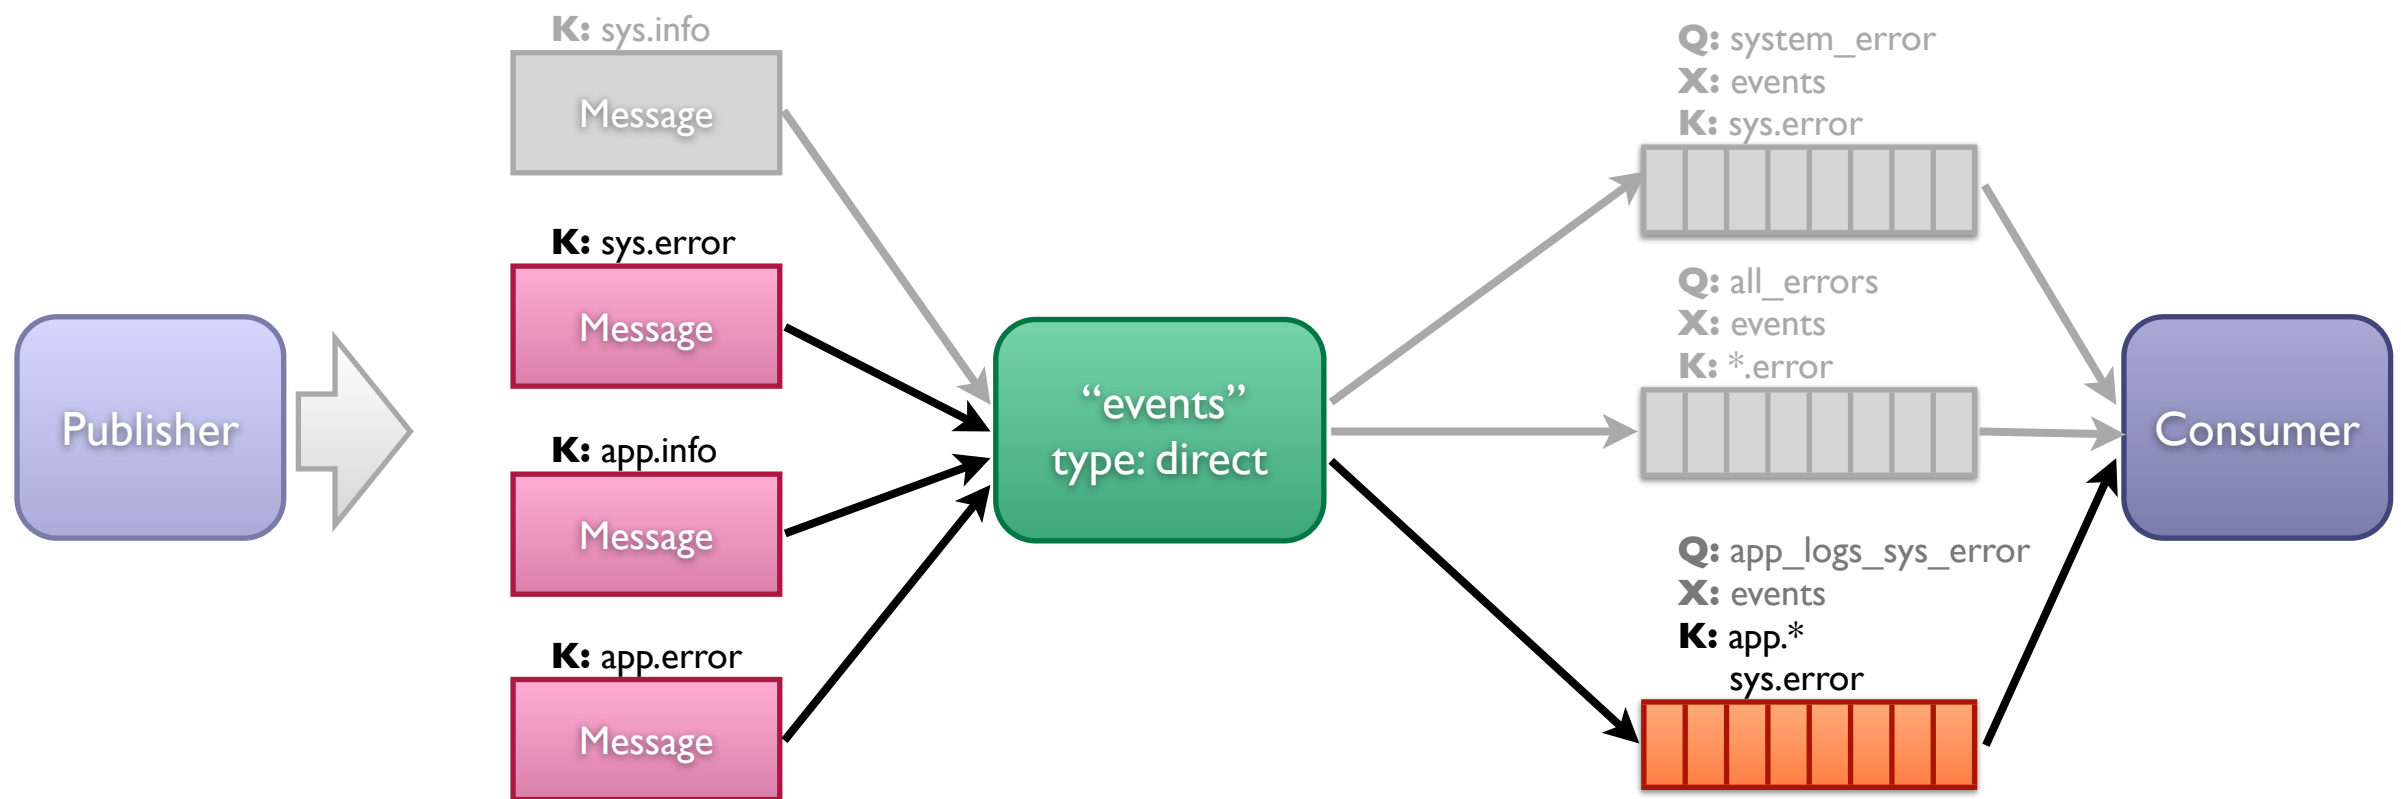 K: sys.info
Message
K: sys.error
Message
K: app.info
Message
K: app.error
Message
Publisher
“events”
type: direct
Q: system_error
X: events
K: sys.error
Q: all_errors
X: events
K: *.error
Q: app_logs_sys_error
X: events
K: app.*
sys.error
Consumer